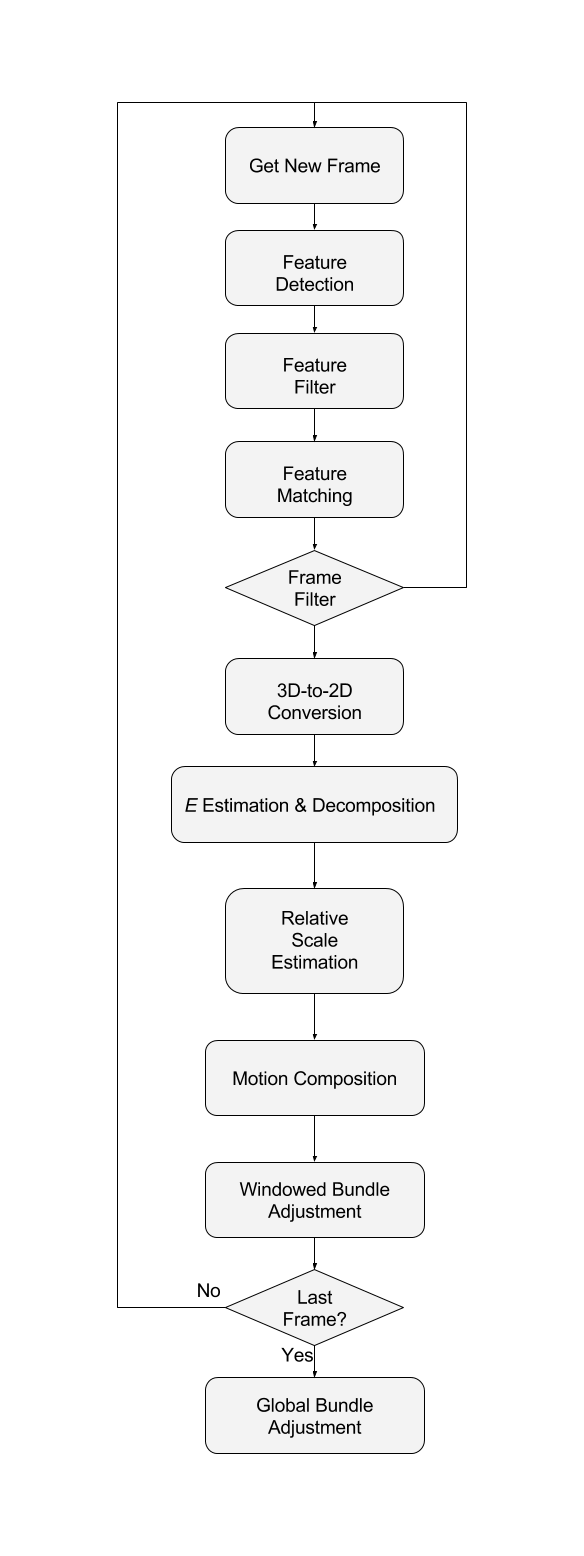 Get New Frame
Feature
Detection
Feature
Filter
Feature
Matching
Frame
Filter
3D-to-2D
Conversion
E Estimation & Decomposition
Relative
Scale
Estimation
Motion Composition
Windowed Bundle
Adjustment
No
Last
Frame?
Yes
Global Bundle
Adjustment